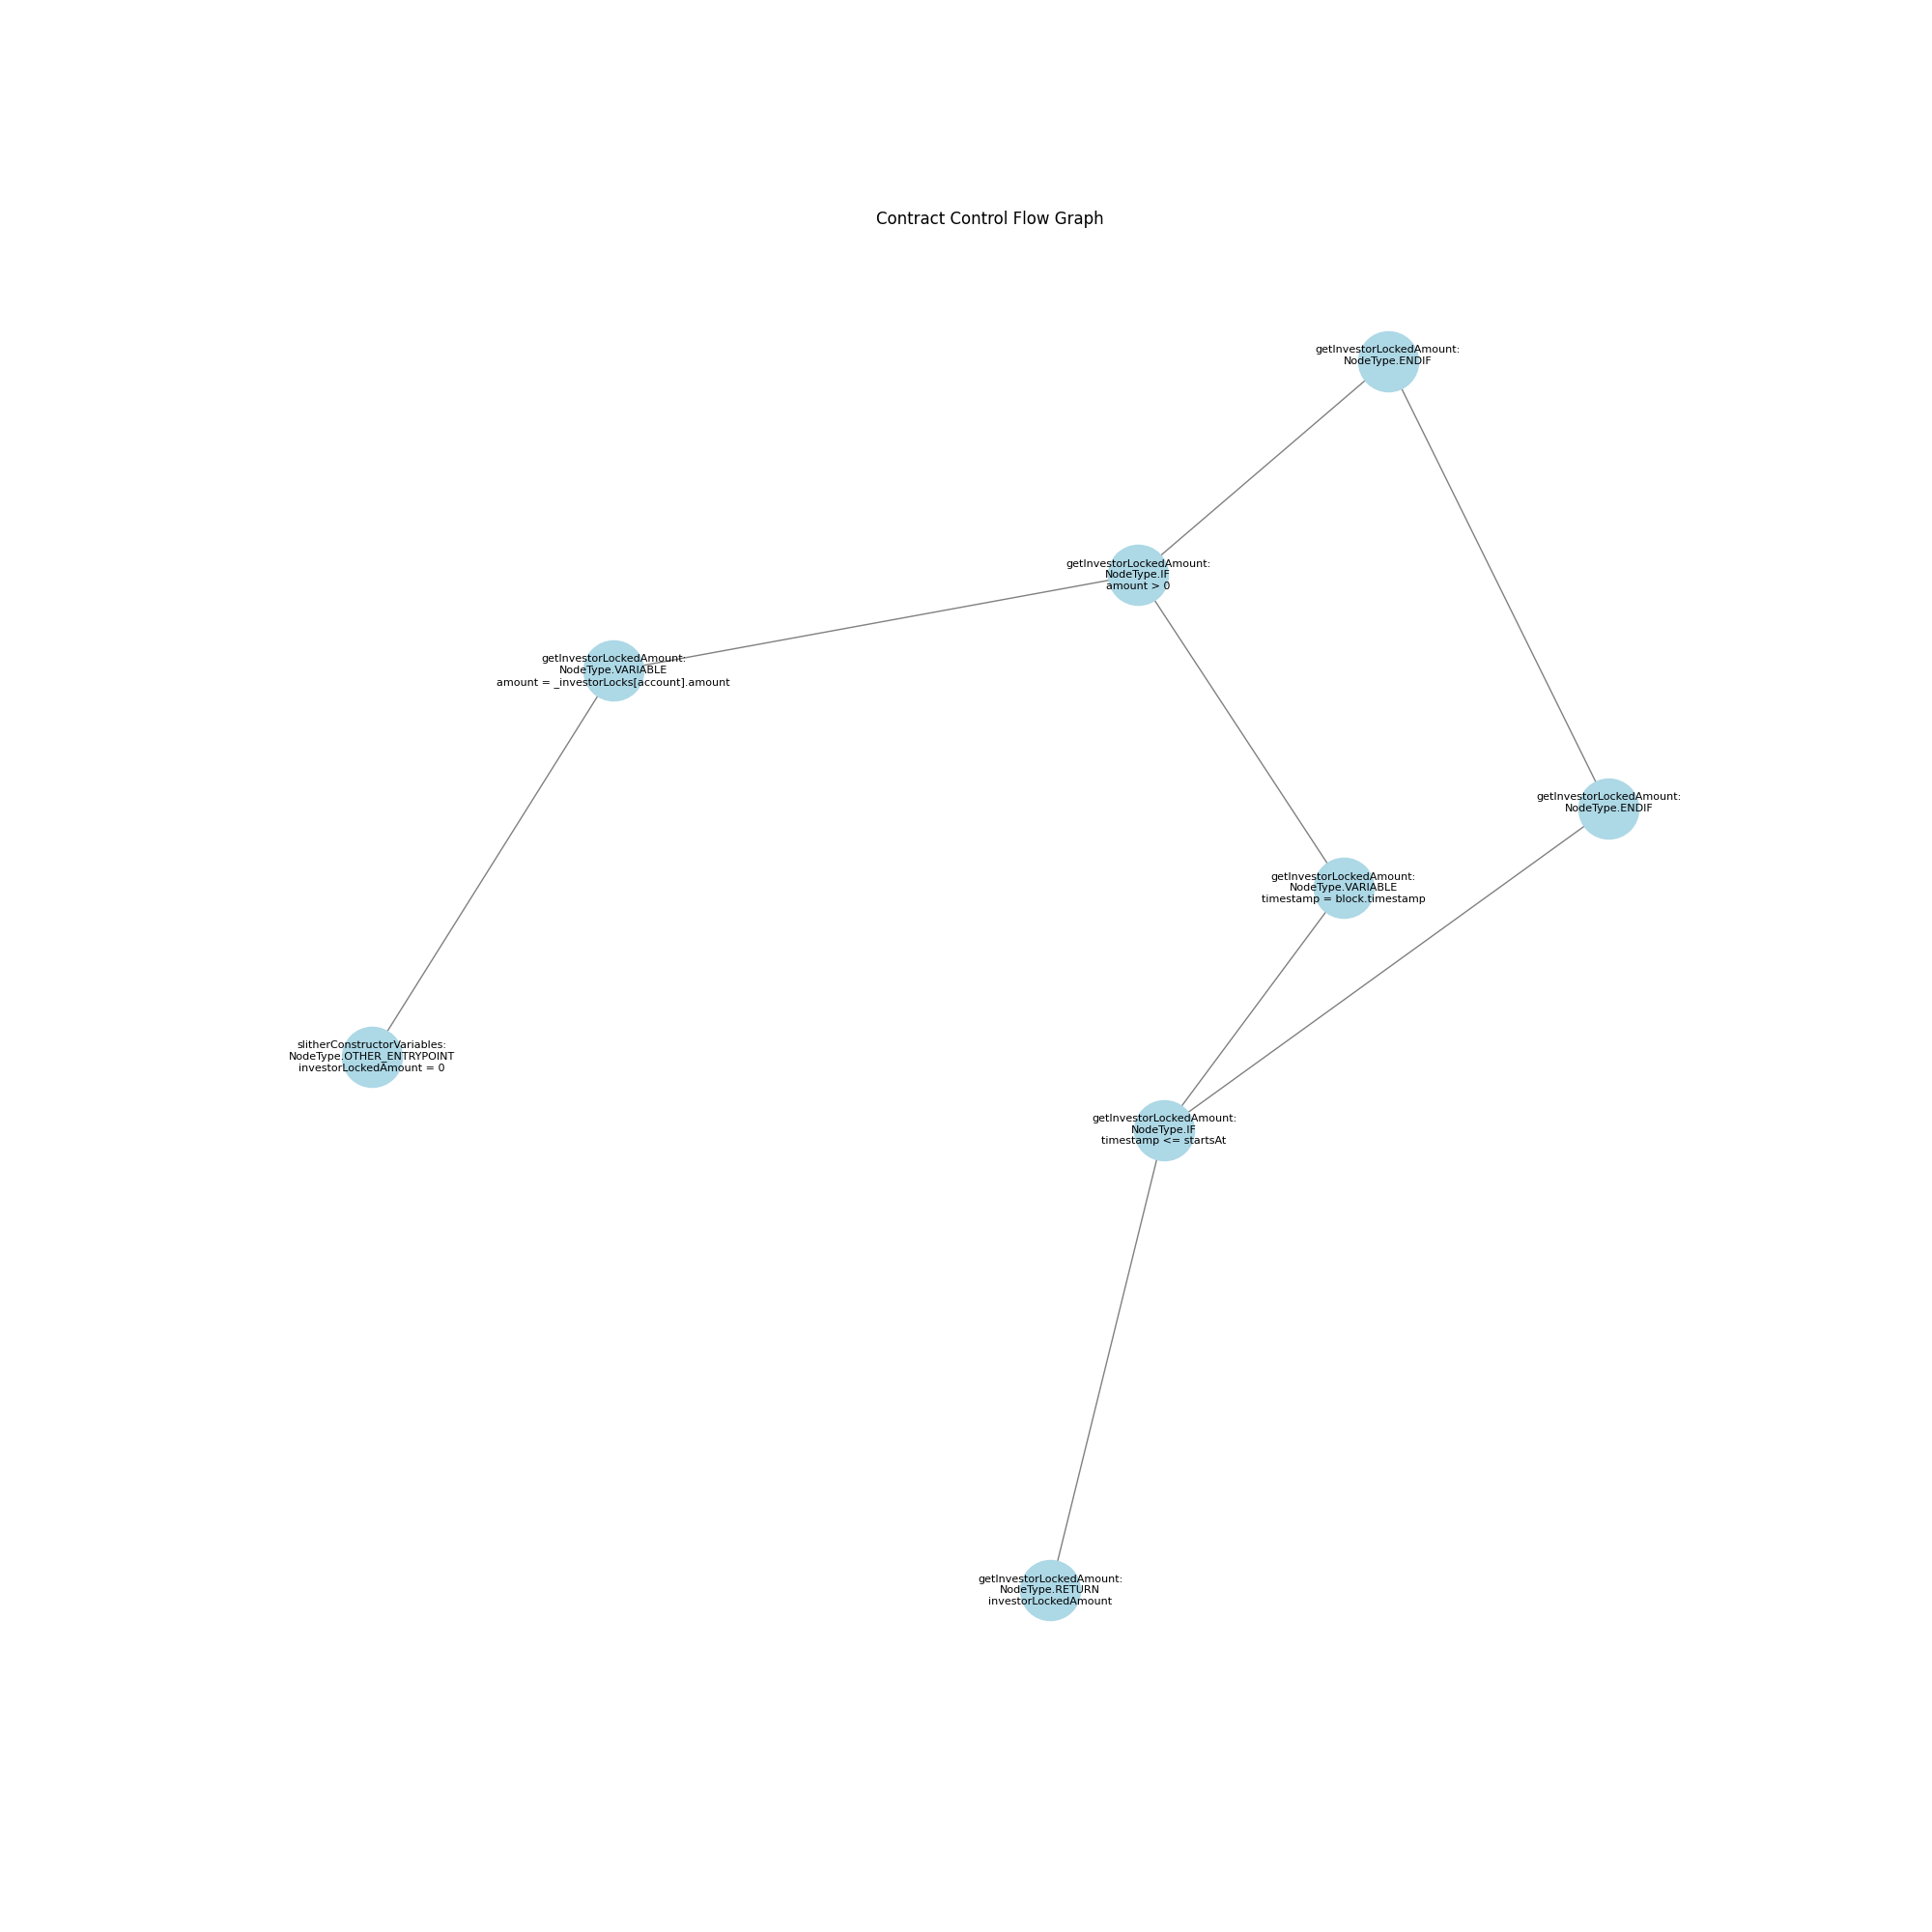 Contract Control Flow Graph
getInvestorLockedAmount:
NodeType.ENDIF
getInvestorLockedAmount:
NodeType.IF
amount > 0
getInvestorLockedAmount:
NodeType.VARIABLE
amount = _investorLocks[account].amount
getInvestorLockedAmount:
NodeType.ENDIF
getInvestorLockedAmount:
NodeType.VARIABLE
timestamp = block.timestamp
slitherConstructorVariables:
NodeType.OTHER_ENTRYPOINT
investorLockedAmount = 0
getInvestorLockedAmount:
NodeType.IF
timestamp <= startsAt
getInvestorLockedAmount:
NodeType.RETURN
investorLockedAmount